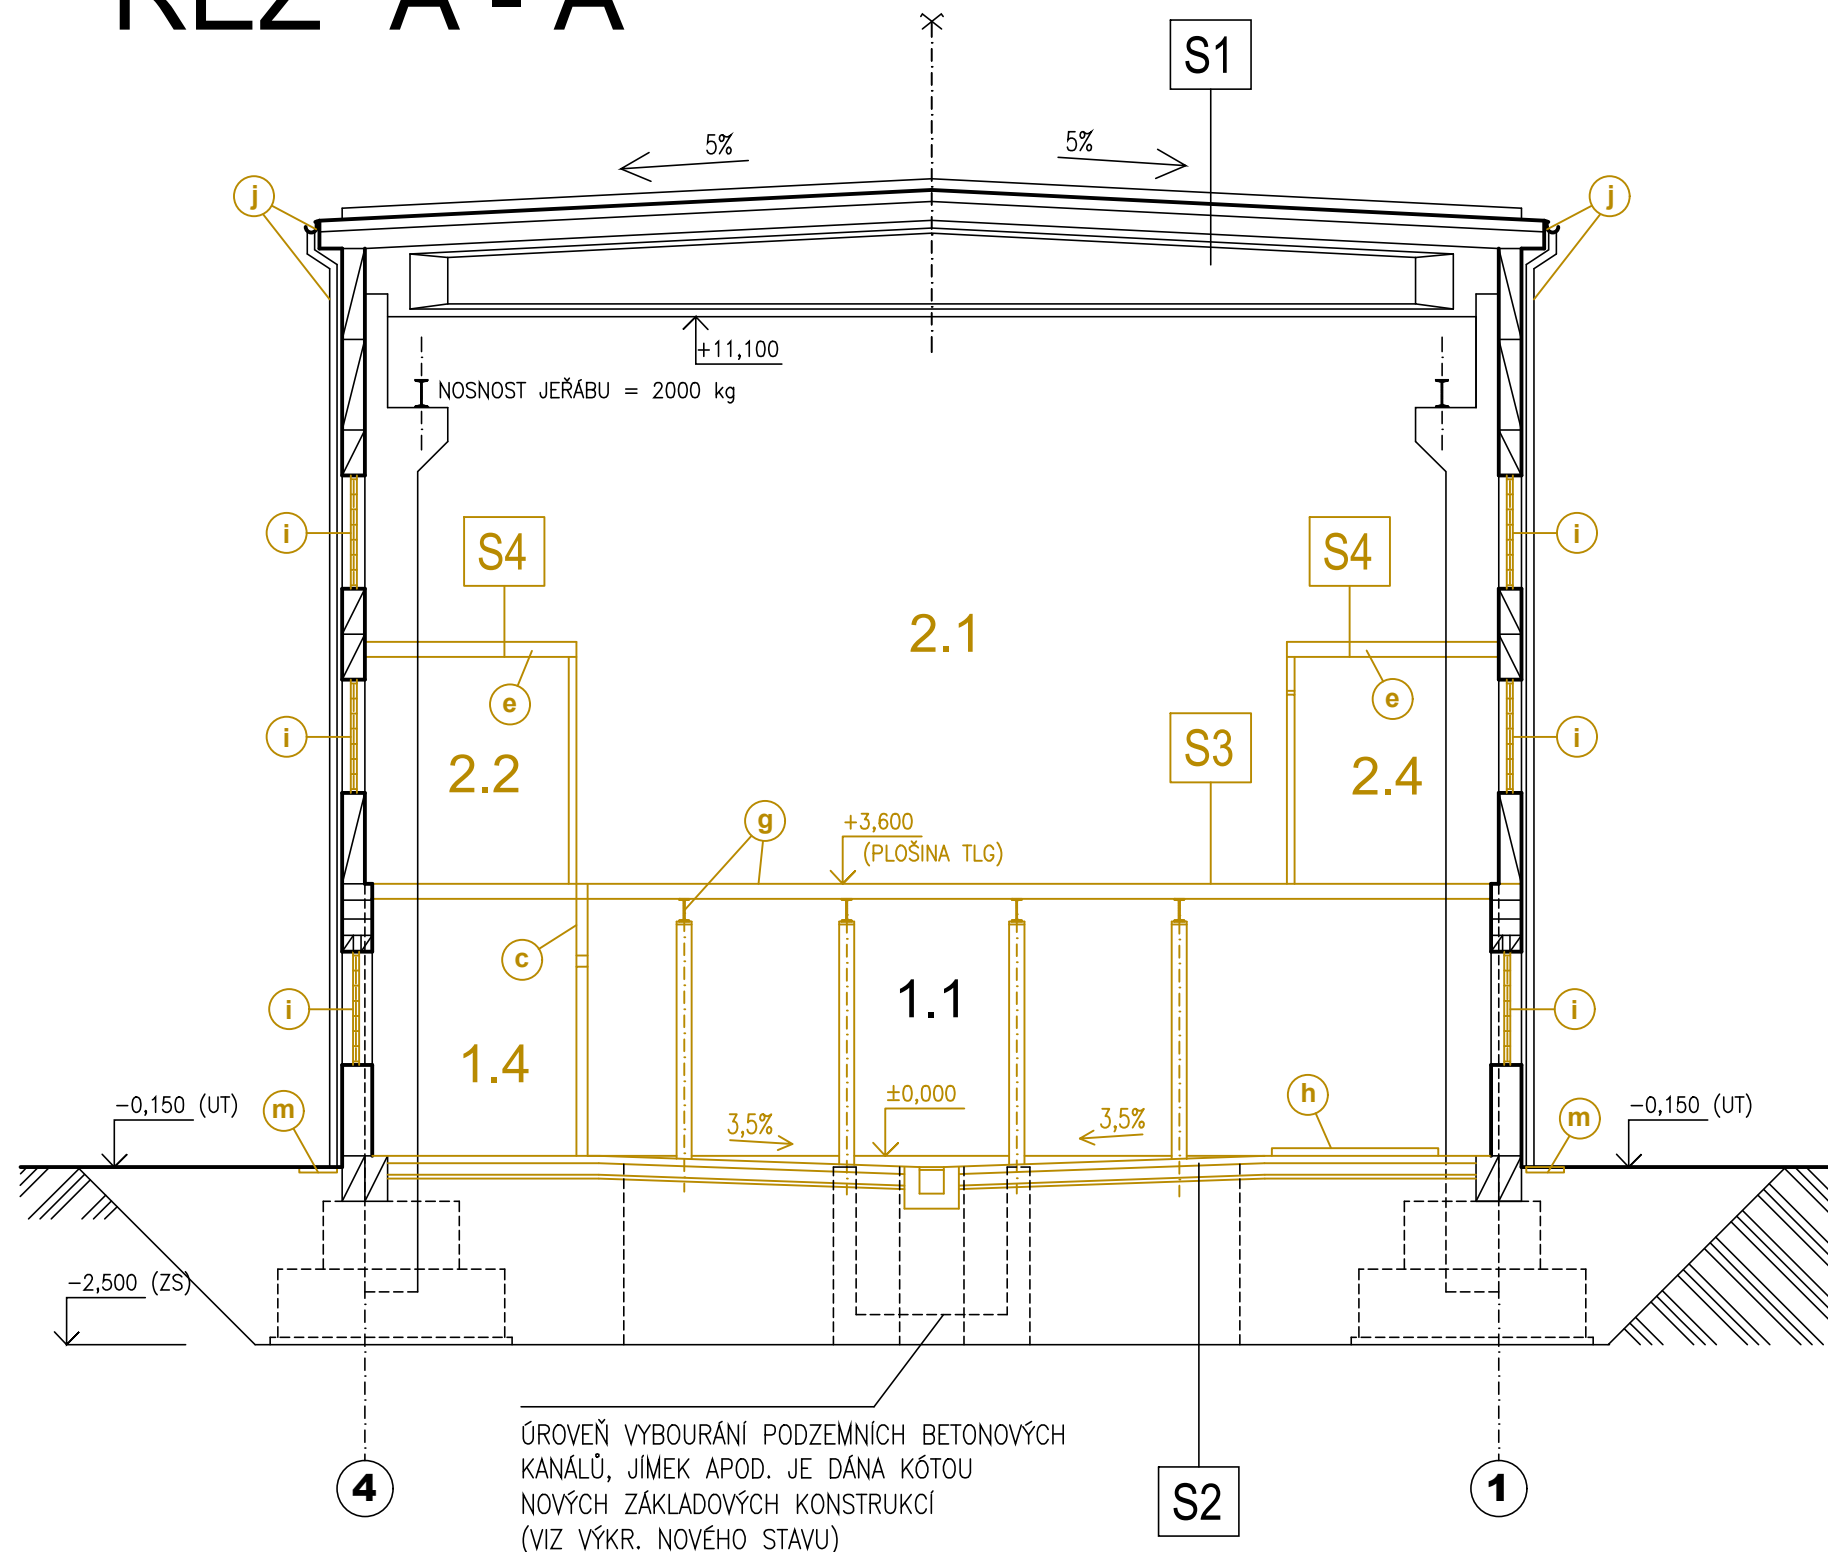 ŘEZ A - A
S1
5%
5%
j
j
+11,100
NOSNOST JEŘÁBU = 2000 kg
i
S4
S4
i
2.1
e
e
i
2.2
S3
2.4
i
g
+3,600
(PLOŠINA TLG)
c
1.1
i
1.4
i
-0,150 (UT)
m
3,5%
±0,000
3,5%
h
m
-0,150 (UT)
-2,500 (ZS)
ÚROVEŇ VYBOURÁNÍ PODZEMNÍCH BETONOVÝCH
KANÁLŮ, JÍMEK APOD. JE DÁNA KÓTOU
NOVÝCH ZÁKLADOVÝCH KONSTRUKCÍ
(VIZ VÝKR. NOVÉHO STAVU)
4
S2
1